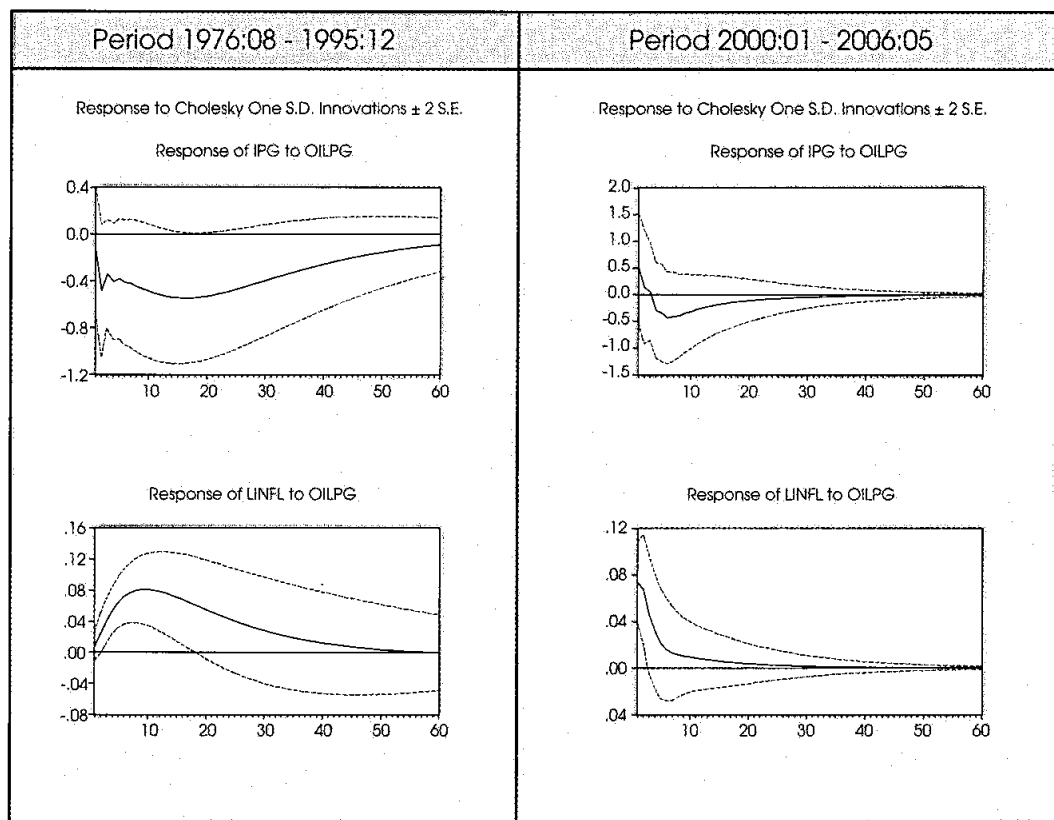 Period 1976:08 - 1995:12
Response to Cholesky One S.D. Innovations ± 2 S.E.
Response of IPG to OILPG
0.4
0.0
-0.4
-0.8
-1.2
10 20 30 40 50 60
Response of LINFL to OILPG
.16
.12
.08
.04
.00
-.04
-.08
10 20 30 40 50 60
Period 2000:01 - 2006:05
Response to Cholesky One S.D. Innovations ± 2 S.E.
Response of IPG to OILPG
2.0
1.5
1.0
0.5
0.0
-0.5
-1.0
-1.5
10 20 30 40 50 60
Response of LINFL to OILPG
0.12
.08
.04
.00
.04
10 20 30 40 50 60